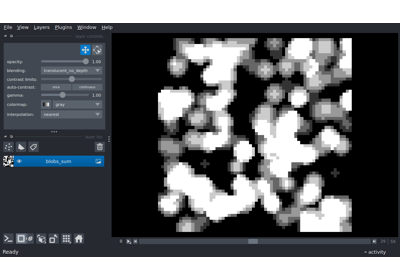 File View Layers Plugins Window Help
opacity: 1.00
blending: translucent_no_depth
contrast limits:
auto-contrast: once continuous
gamma: 1.00
colormap: gray
interpolation: nearest
blobs_sum
Ready
activity